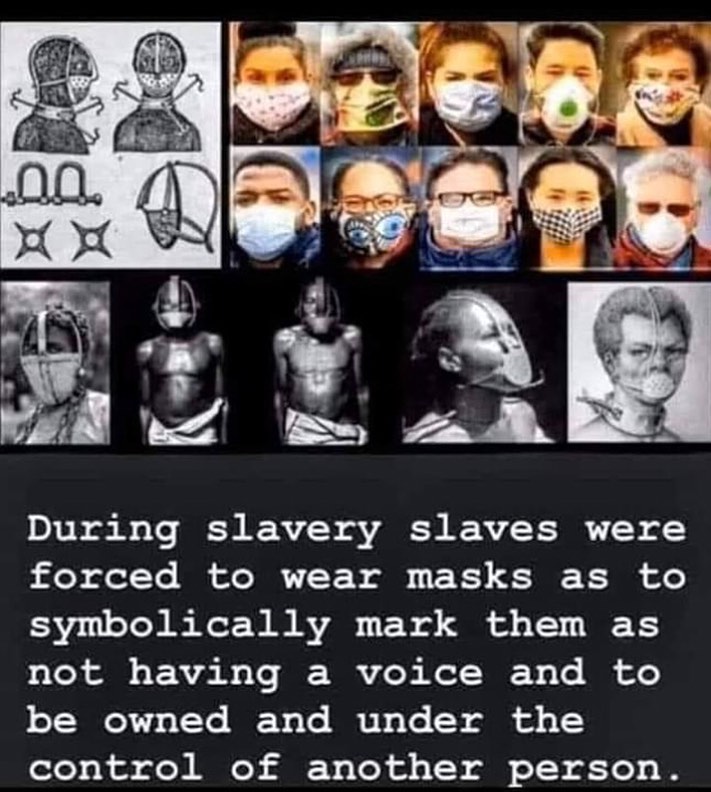 During slavery slaves were
forced to wear masks as to
symbolically mark them as
not having a voice and to
be owned and under the
control of another person.